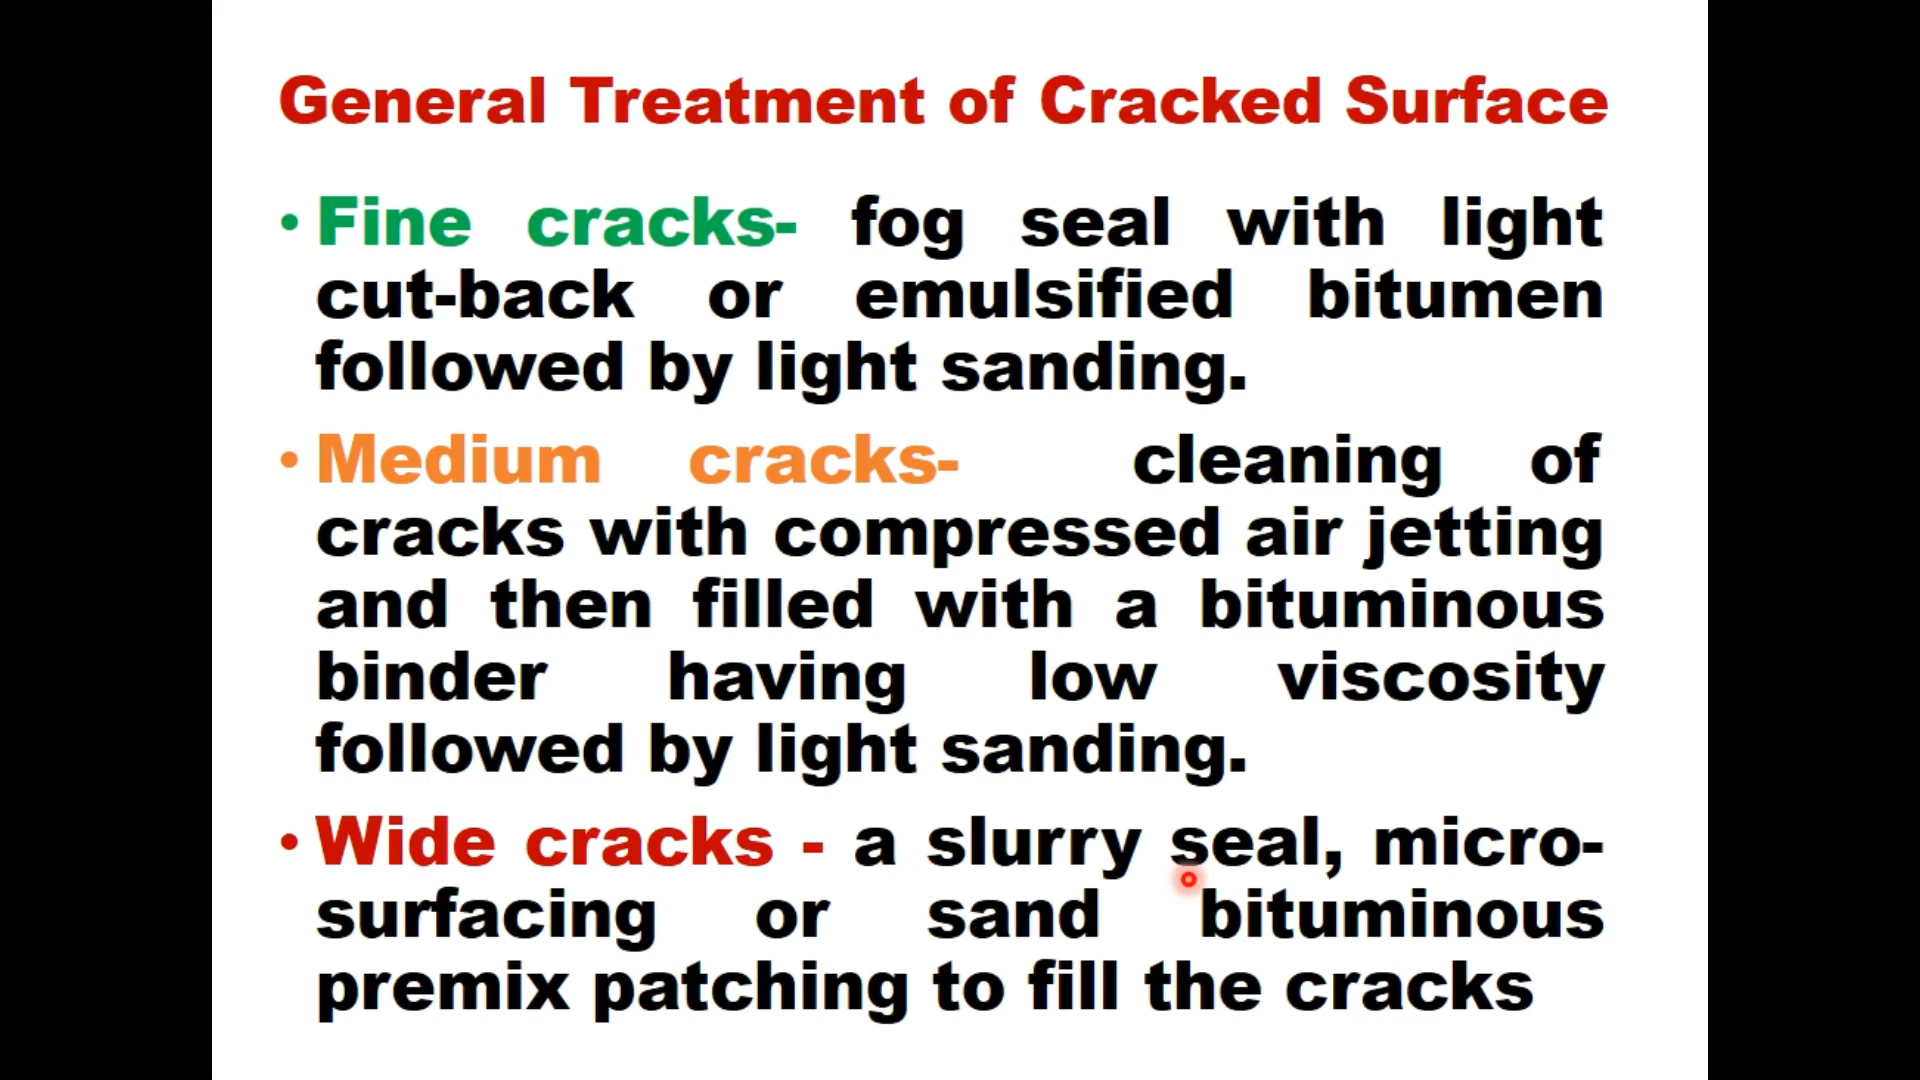 General Treatment of Cracked Surface
• Fine cracks- fog seal with light
cut-back or emulsified bitumen
followed by light sanding.
• Medium cracks- cleaning of
cracks with compressed air jetting
and then filled with a bituminous
binder having low viscosity
followed by light sanding.
• Wide cracks - a slurry seal, micro-
surfacing or sand bituminous
premix patching to fill the cracks